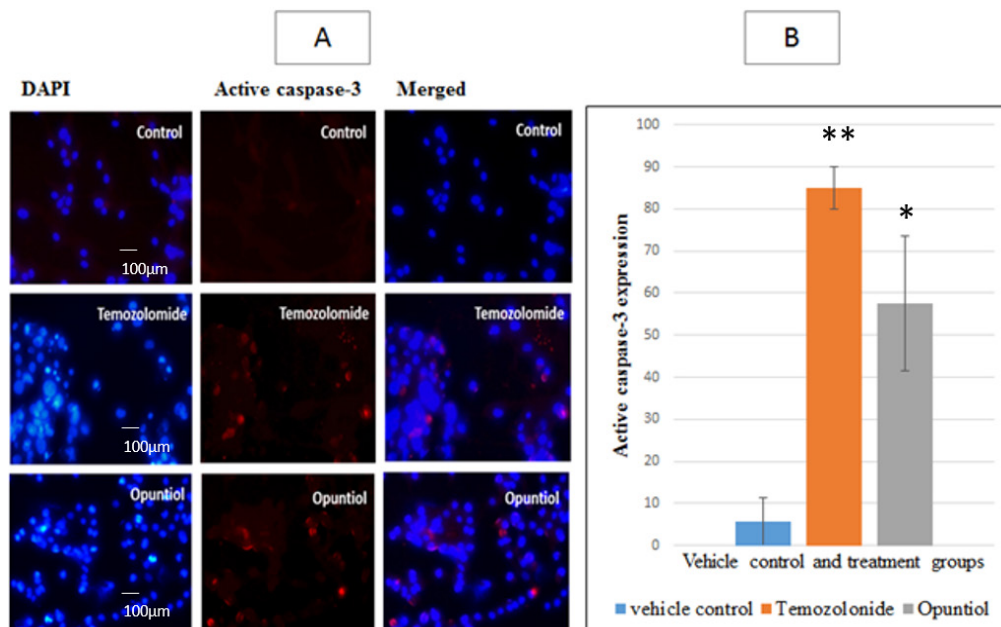 A
DAPI Active caspase-3 Merged
Control Control Control
100µm
Temozolomide Temozolomide Temozolomide
100µm
Opuntiol Opuntiol Opuntiol
100µm
B
Active caspase-3 expression
100
90
80
70
60
50
40
30
20
10
0
**
*
Vehicle control and treatment groups
vehicle control Temozolonide Opuntiol